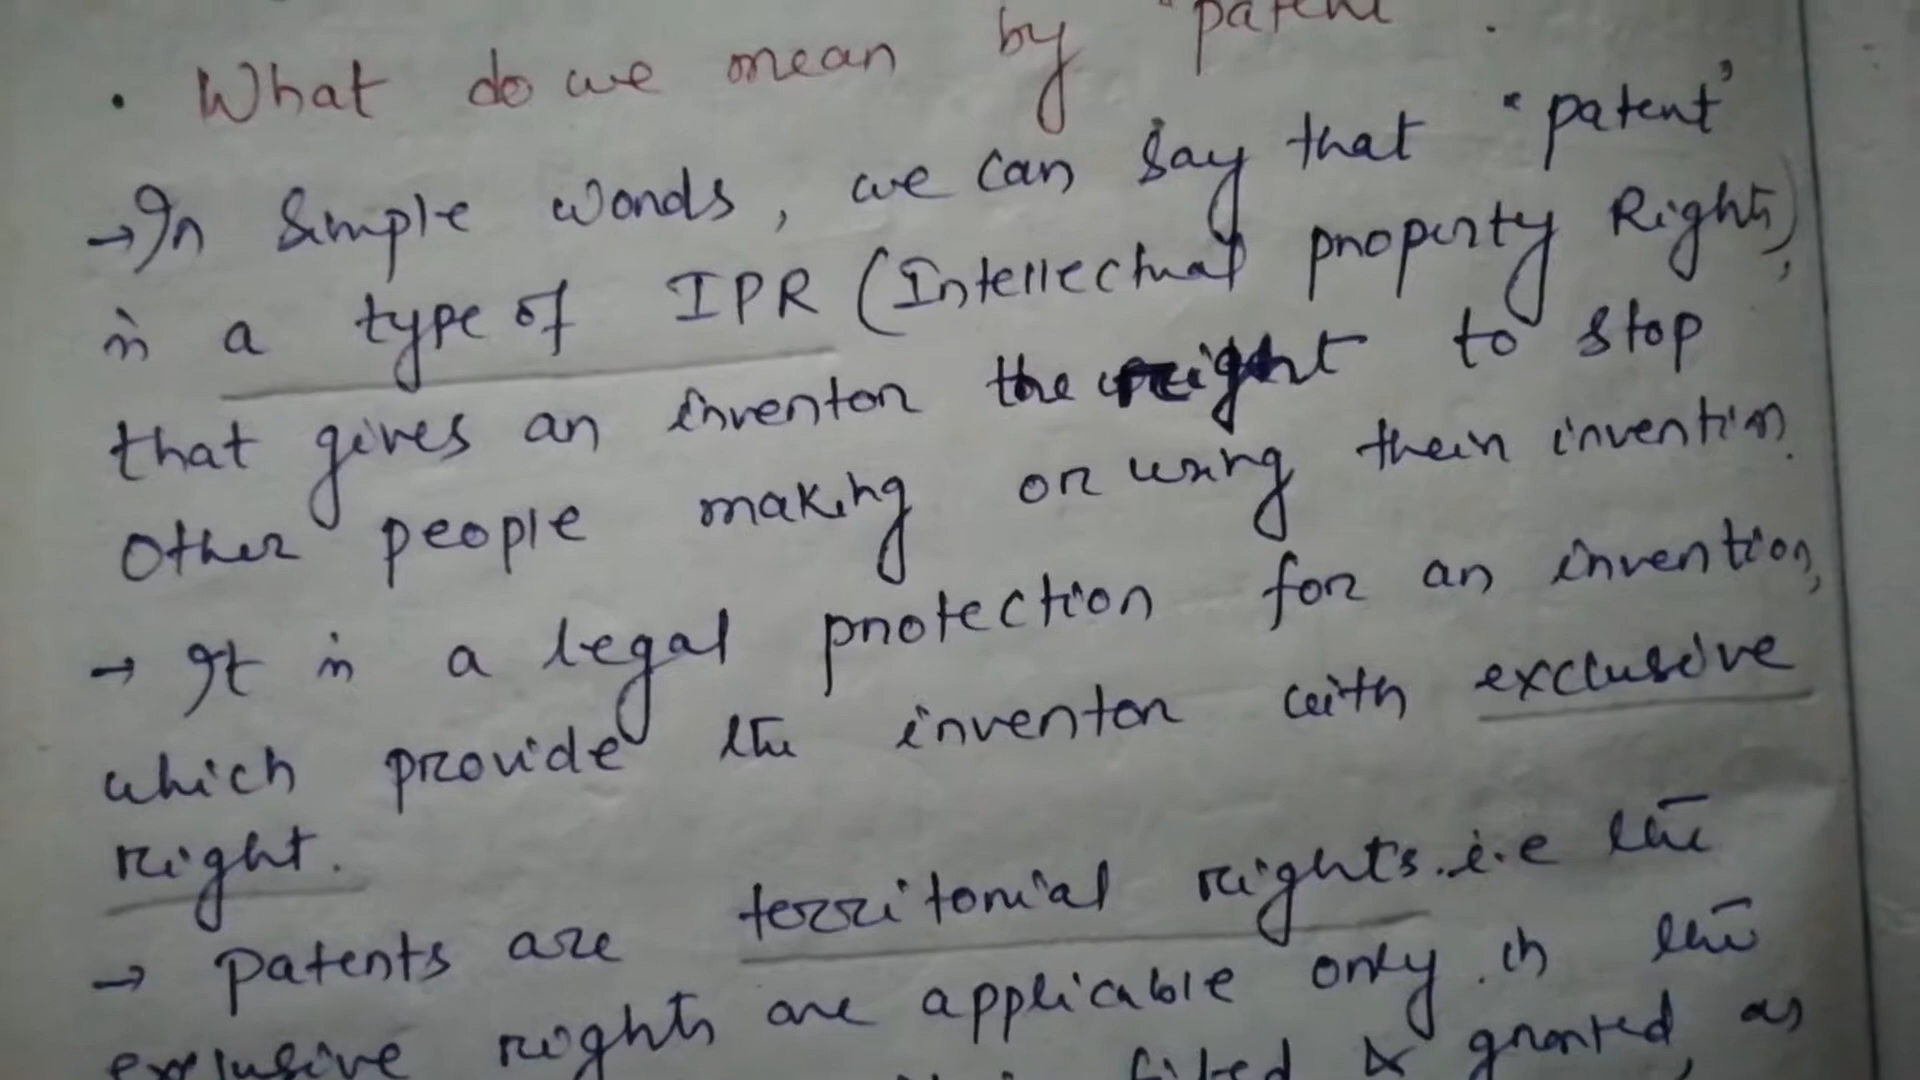 • What do we mean by "patent".
→ In Simple words, we can say that "patent"
is a type of IPR (Intellectual property Rights),
that gives an inventor the right to stop
Other people making or using their invention.
→ It is a legal protection for an invention,
which provide the inventor with exclusive
right.
→ patents are territorial rights. i.e the
exclusive rights are applicable only in the
filed & granted, as